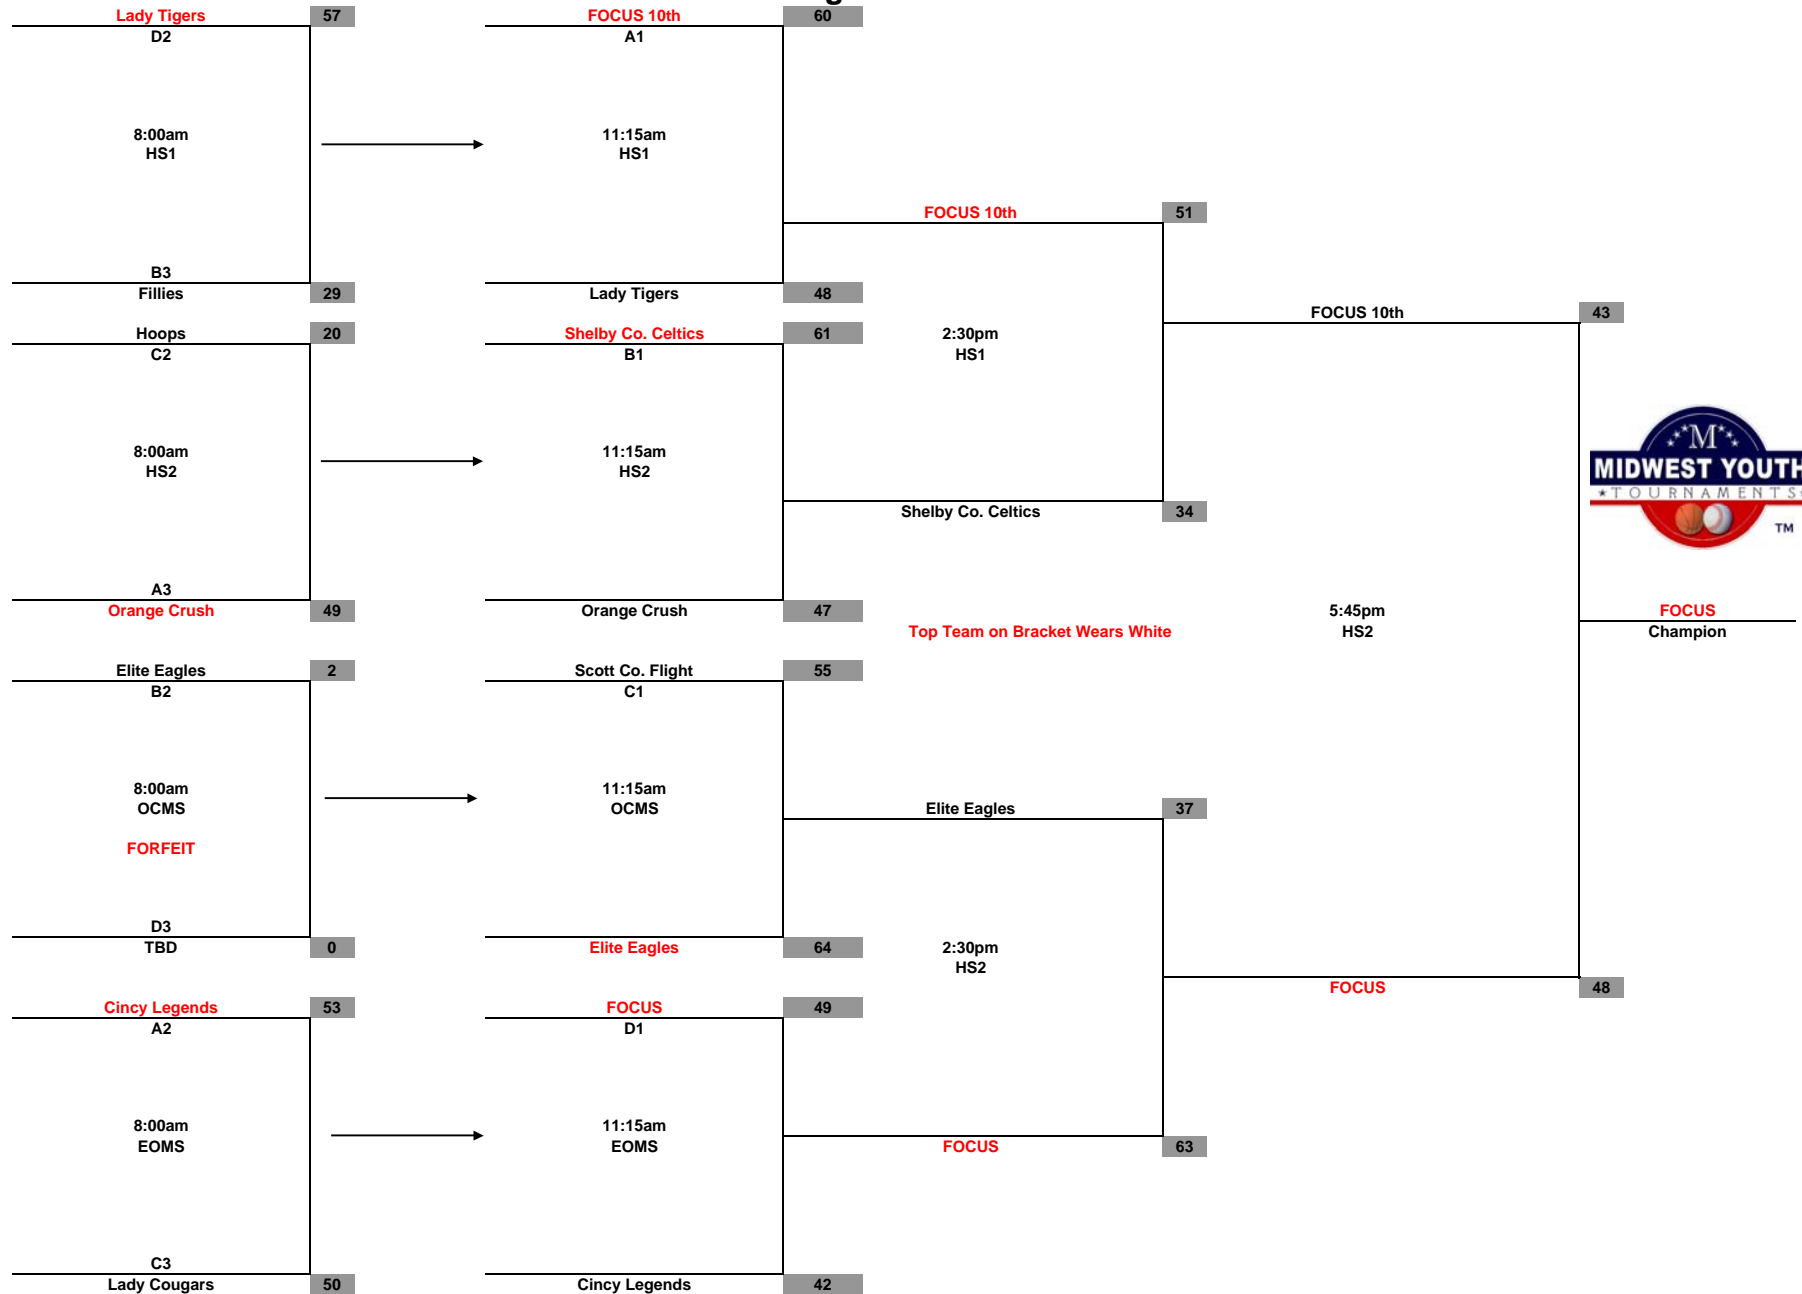 Lady Tigers 57
D2
8:00am
HS1
B3
Fillies 29
Hoops 20
C2
8:00am
HS2
A3
Orange Crush 49
Elite Eagles 2
B2
8:00am
OCMS
FORFEIT
D3
TBD 0
Cincy Legends 53
A2
8:00am
EOMS
C3
Lady Cougars 50
FOCUS 10th 60
A1
11:15am
HS1
Lady Tigers 48
Shelby Co. Celtics 61
B1
11:15am
HS2
Orange Crush 47
Scott Co. Flight 55
C1
11:15am
OCMS
Elite Eagles 64
FOCUS 49
D1
11:15am
EOMS
Cincy Legends 42
FOCUS 10th 51
2:30pm
HS1
Shelby Co. Celtics 34
Top Team on Bracket Wears White
Elite Eagles 37
2:30pm
HS2
FOCUS 63
FOCUS 10th 43
5:45pm
HS2
FOCUS 48
M
MIDWEST YOUTH
TOURNAMENTS
TM
FOCUS
Champion